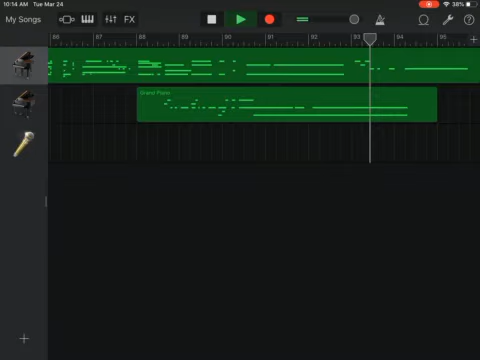 10:14 AM Tue Mar 24
38%
My Songs
FX
86 87 88 89 90 91 92 93 94 95
Grand Piano